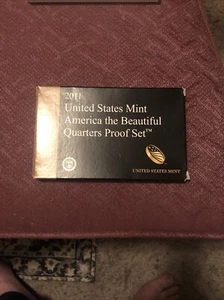 2011
United States Mint
America the Beautiful
Quarters Proof Set™
UNITED STATES MINT